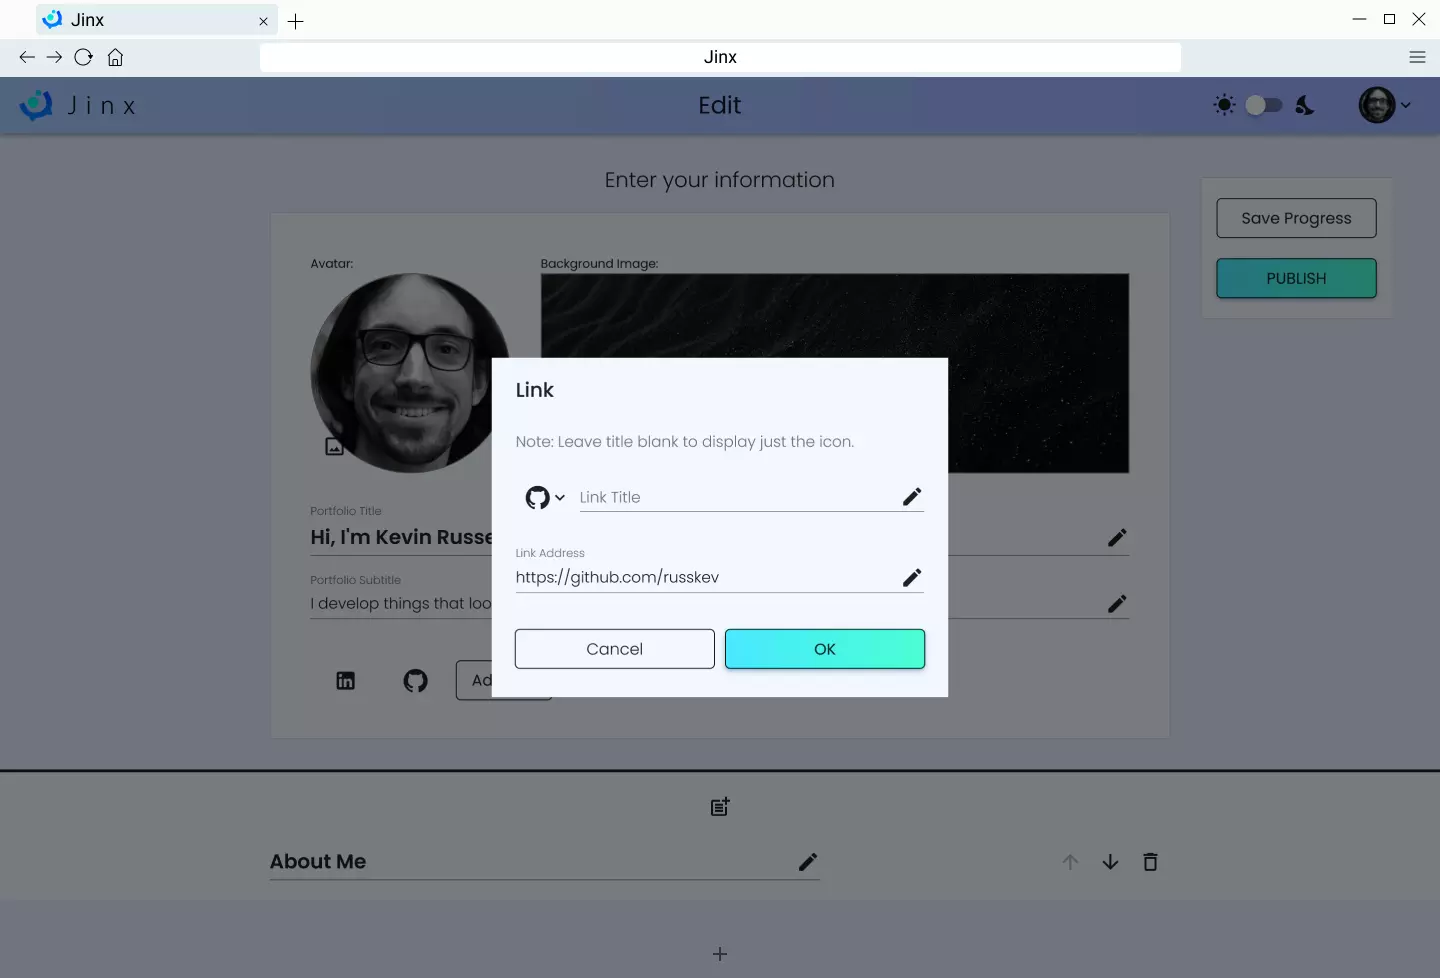 Jinx
Jinx
Jinx
Edit
Enter your information
Save Progress
PUBLISH
Avatar:
Background Image:
Link
Note: Leave title blank to display just the icon.
Link Title
Link Address
https://github.com/russkev
Cancel
OK
Portfolio Title
Hi, I'm Kevin Russe
Portfolio Subtitle
I develop things that loo
Ad
About Me